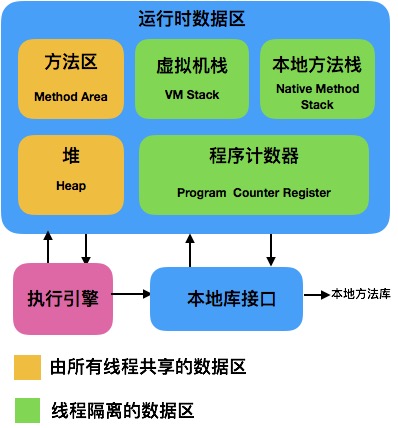 运行时数据区
方法区
Method Area
虚拟机栈
VM Stack
本地方法栈
Native Method
Stack
堆
Heap
程序计数器
Program Counter Register
执行引擎
本地库接口
本地方法库
由所有线程共享的数据区
线程隔离的数据区